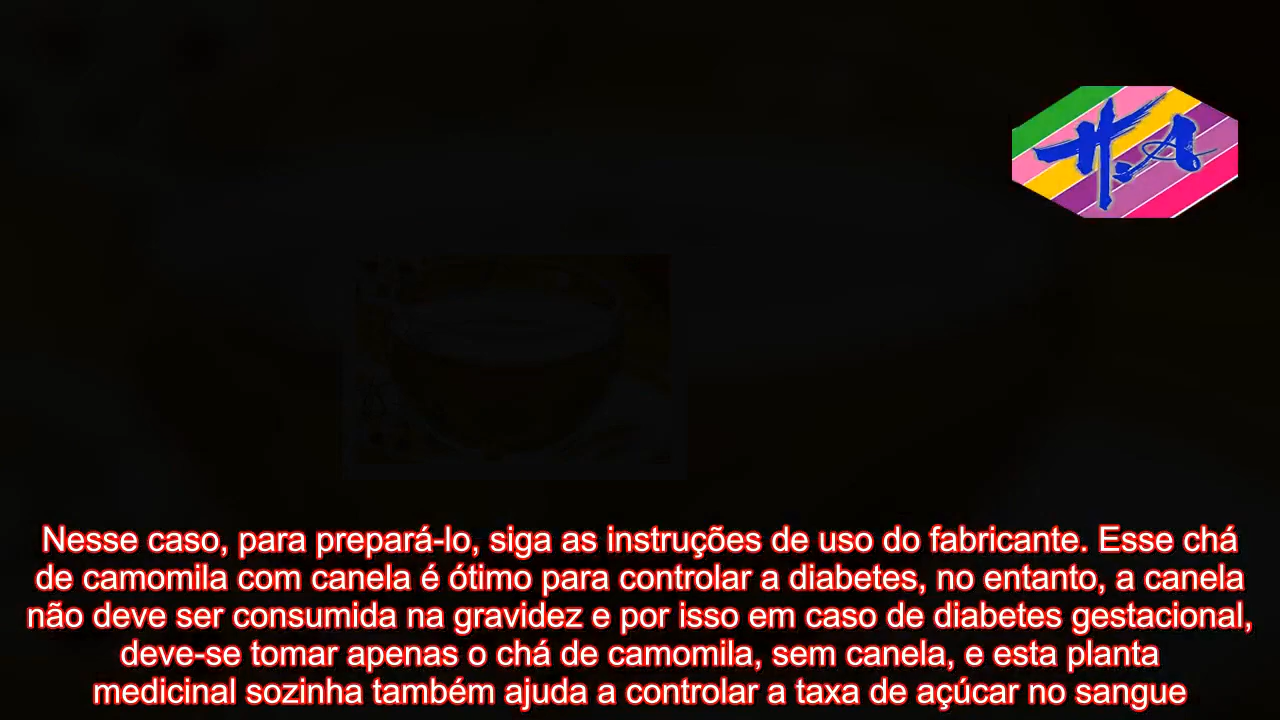 H.A
Nesse caso, para prepará-lo, siga as instruções de uso do fabricante. Esse chá
de camomila com canela é ótimo para controlar a diabetes, no entanto, a canela
não deve ser consumida na gravidez e por isso em caso de diabetes gestacional,
deve-se tomar apenas o chá de camomila, sem canela, e esta planta
medicinal sozinha também ajuda a controlar a taxa de açúcar no sangue